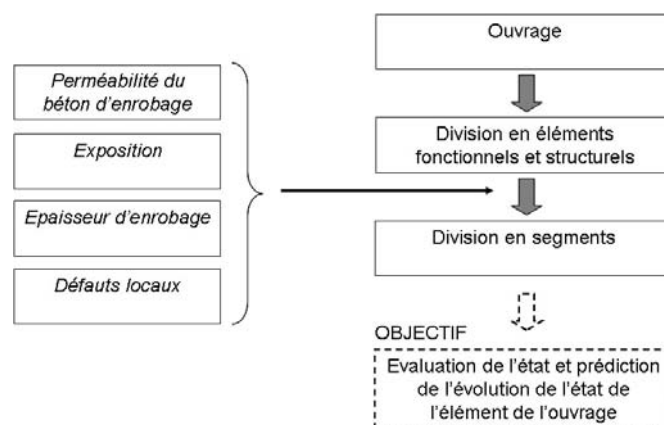 Ouvrage
Division en éléments
fonctionnels et structurels
Division en segments
Perméabilité du
béton d'enrobage
Exposition
Epaisseur d'enrobage
Défauts locaux
OBJECTIF
Evaluation de l'état et prédiction
de l'évolution de l'état de
l'élément de l'ouvrage